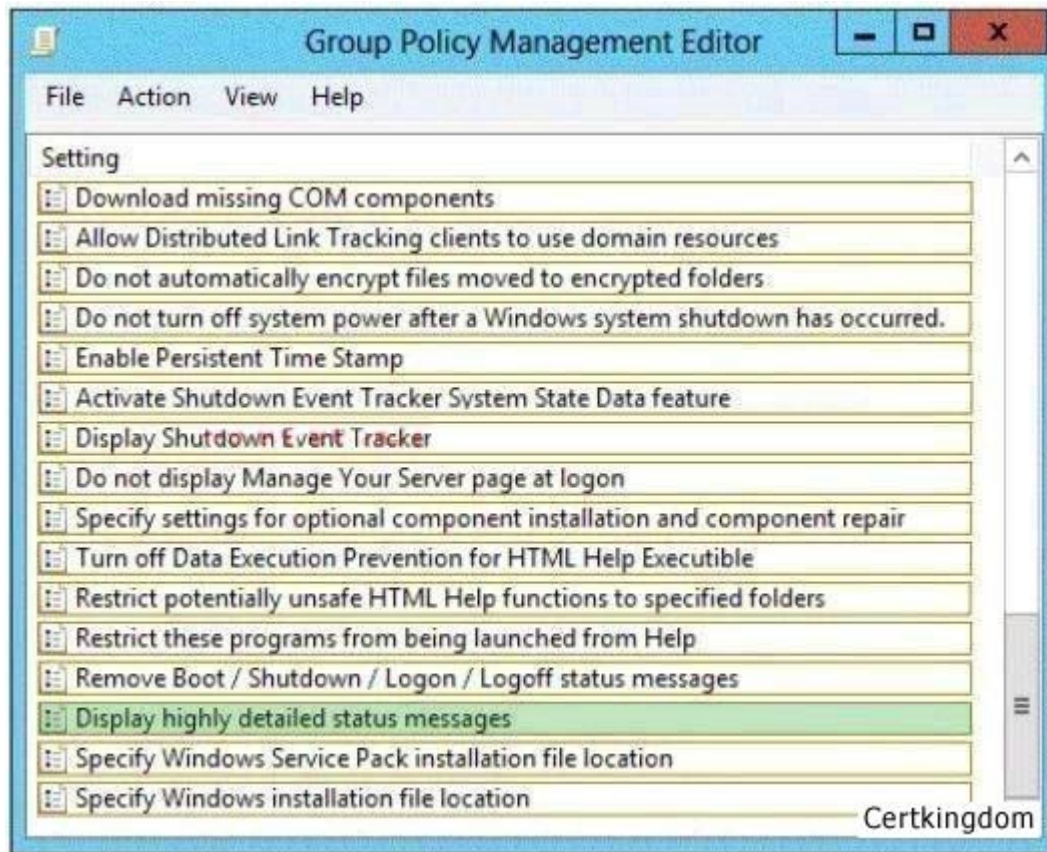 Group Policy Management Editor
File Action View Help
Setting
Download missing COM components
Allow Distributed Link Tracking clients to use domain resources
Do not automatically encrypt files moved to encrypted folders
Do not turn off system power after a Windows system shutdown has occurred.
Enable Persistent Time Stamp
Activate Shutdown Event Tracker System State Data feature
Display Shutdown Event Tracker
Do not display Manage Your Server page at logon
Specify settings for optional component installation and component repair
Turn off Data Execution Prevention for HTML Help Executible
Restrict potentially unsafe HTML Help functions to specified folders
Restrict these programs from being launched from Help
Remove Boot / Shutdown / Logon / Logoff status messages
Display highly detailed status messages
Specify Windows Service Pack installation file location
Specify Windows installation file location
Certkingdom